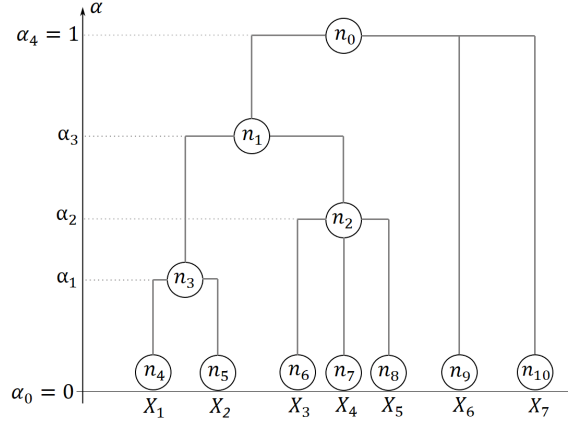 α
α₄ = 1
n₀
α₃
n₁
α₂
n₂
α₁
n₃
n₄ n₅ n₆ n₇ n₈ n₉ n₁₀
α₀ = 0
X₁ X₂ X₃ X₄ X₅ X₆ X₇